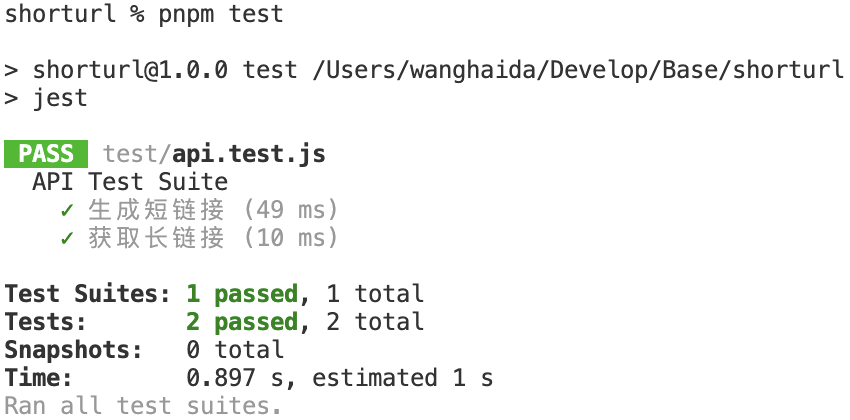 shorturl % pnpm test
> shorturl@1.0.0 test /Users/wanghaida/Develop/Base/shorturl
> jest
PASS test/api.test.js
API Test Suite
✓ 生成短链接 (49 ms)
✓ 获取长链接 (10 ms)
Test Suites: 1 passed, 1 total
Tests: 2 passed, 2 total
Snapshots: 0 total
Time: 0.897 s, estimated 1 s
Ran all test suites.